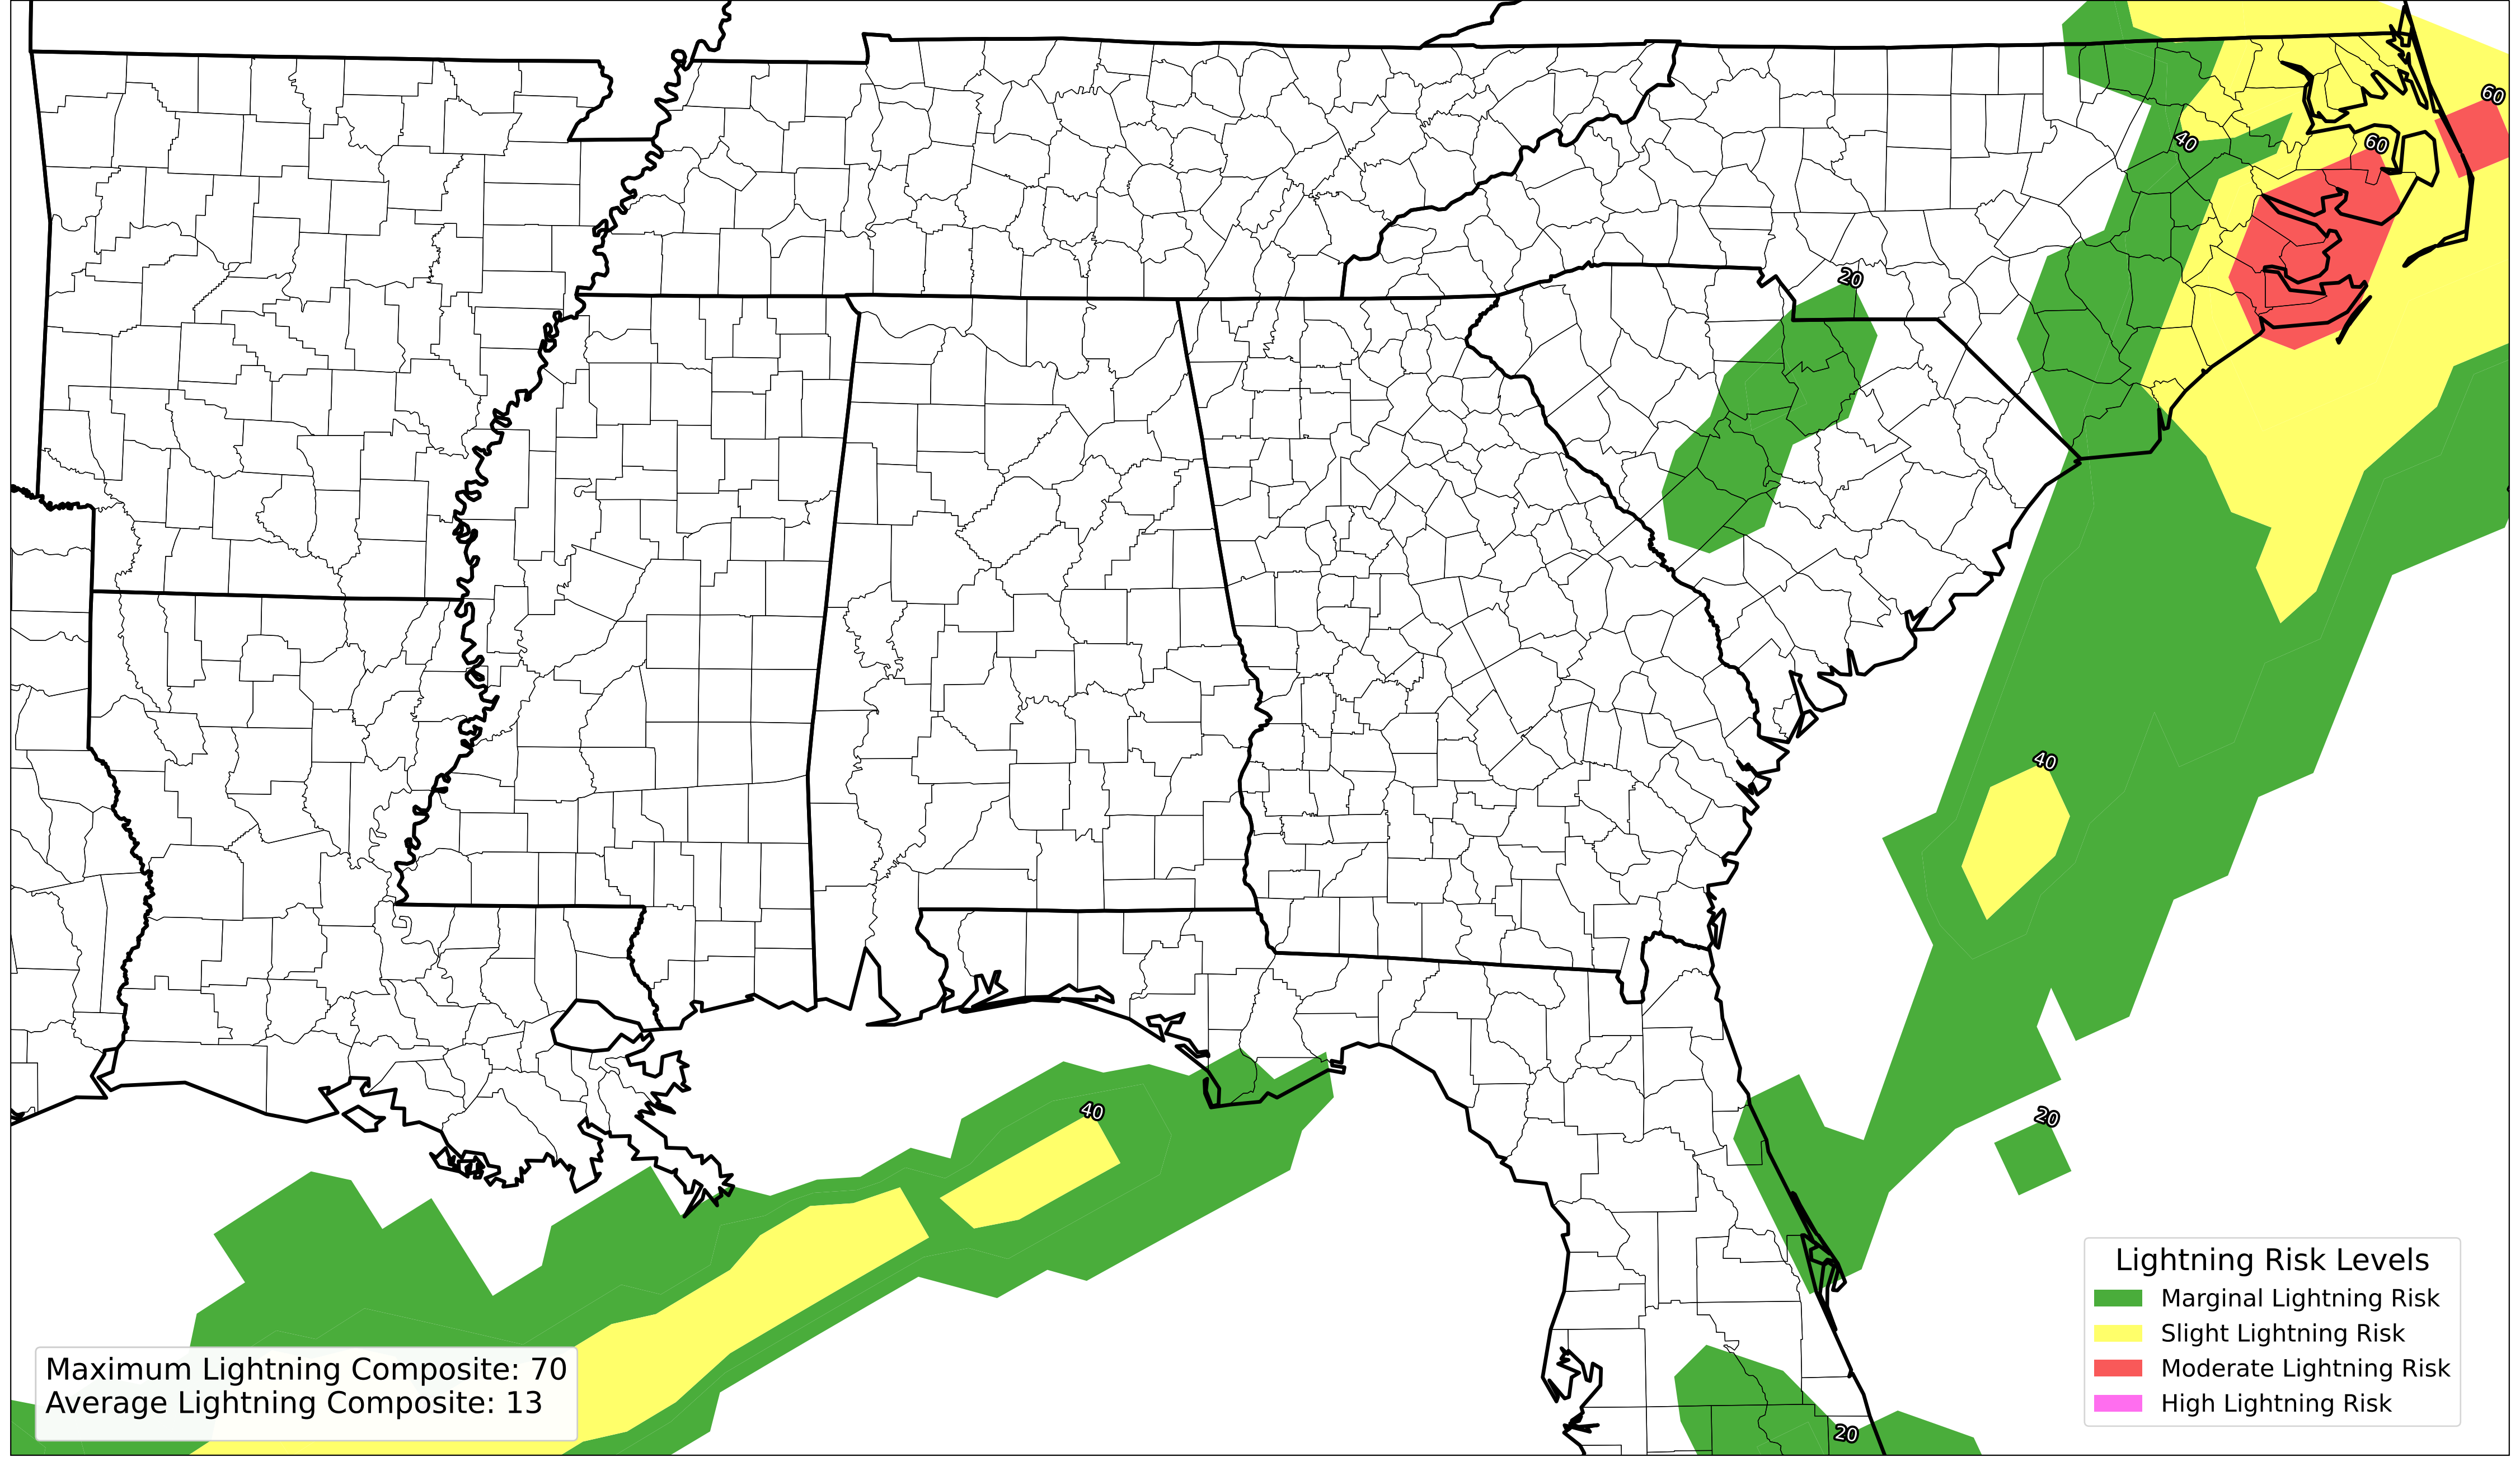 60
40
60
20
40
20
40
20
Lightning Risk Levels
Marginal Lightning Risk
Slight Lightning Risk
Moderate Lightning Risk
High Lightning Risk
Maximum Lightning Composite: 70
Average Lightning Composite: 13